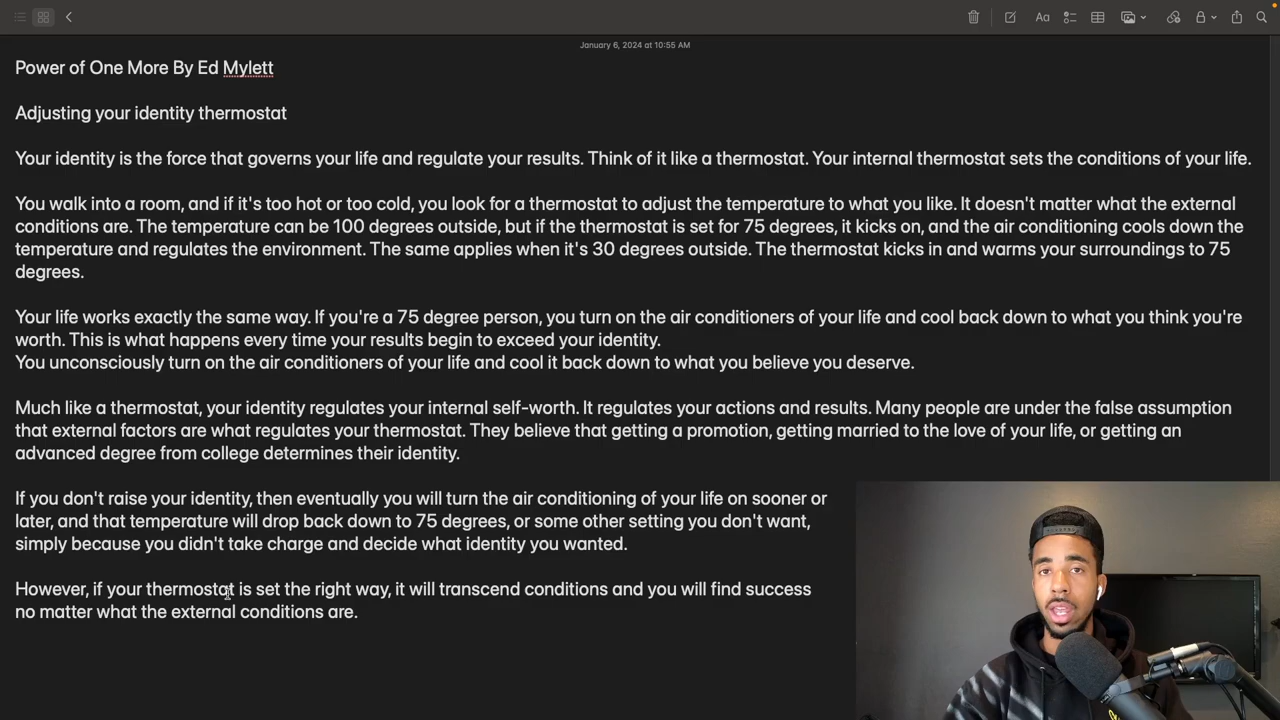 January 6, 2024 at 10:55 AM
Power of One More By Ed Mylett
Adjusting your identity thermostat
Your identity is the force that governs your life and regulate your results. Think of it like a thermostat. Your internal thermostat sets the conditions of your life.
You walk into a room, and if it's too hot or too cold, you look for a thermostat to adjust the temperature to what you like. It doesn't matter what the external
conditions are. The temperature can be 100 degrees outside, but if the thermostat is set for 75 degrees, it kicks on, and the air conditioning cools down the
temperature and regulates the environment. The same applies when it's 30 degrees outside. The thermostat kicks in and warms your surroundings to 75
degrees.
Your life works exactly the same way. If you're a 75 degree person, you turn on the air conditioners of your life and cool back down to what you think you're
worth. This is what happens every time your results begin to exceed your identity.
You unconsciously turn on the air conditioners of your life and cool it back down to what you believe you deserve.
Much like a thermostat, your identity regulates your internal self-worth. It regulates your actions and results. Many people are under the false assumption
that external factors are what regulates your thermostat. They believe that getting a promotion, getting married to the love of your life, or getting an
advanced degree from college determines their identity.
If you don't raise your identity, then eventually you will turn the air conditioning of your life on sooner or
later, and that temperature will drop back down to 75 degrees, or some other setting you don't want,
simply because you didn't take charge and decide what identity you wanted.
However, if your thermostat is set the right way, it will transcend conditions and you will find success
no matter what the external conditions are.